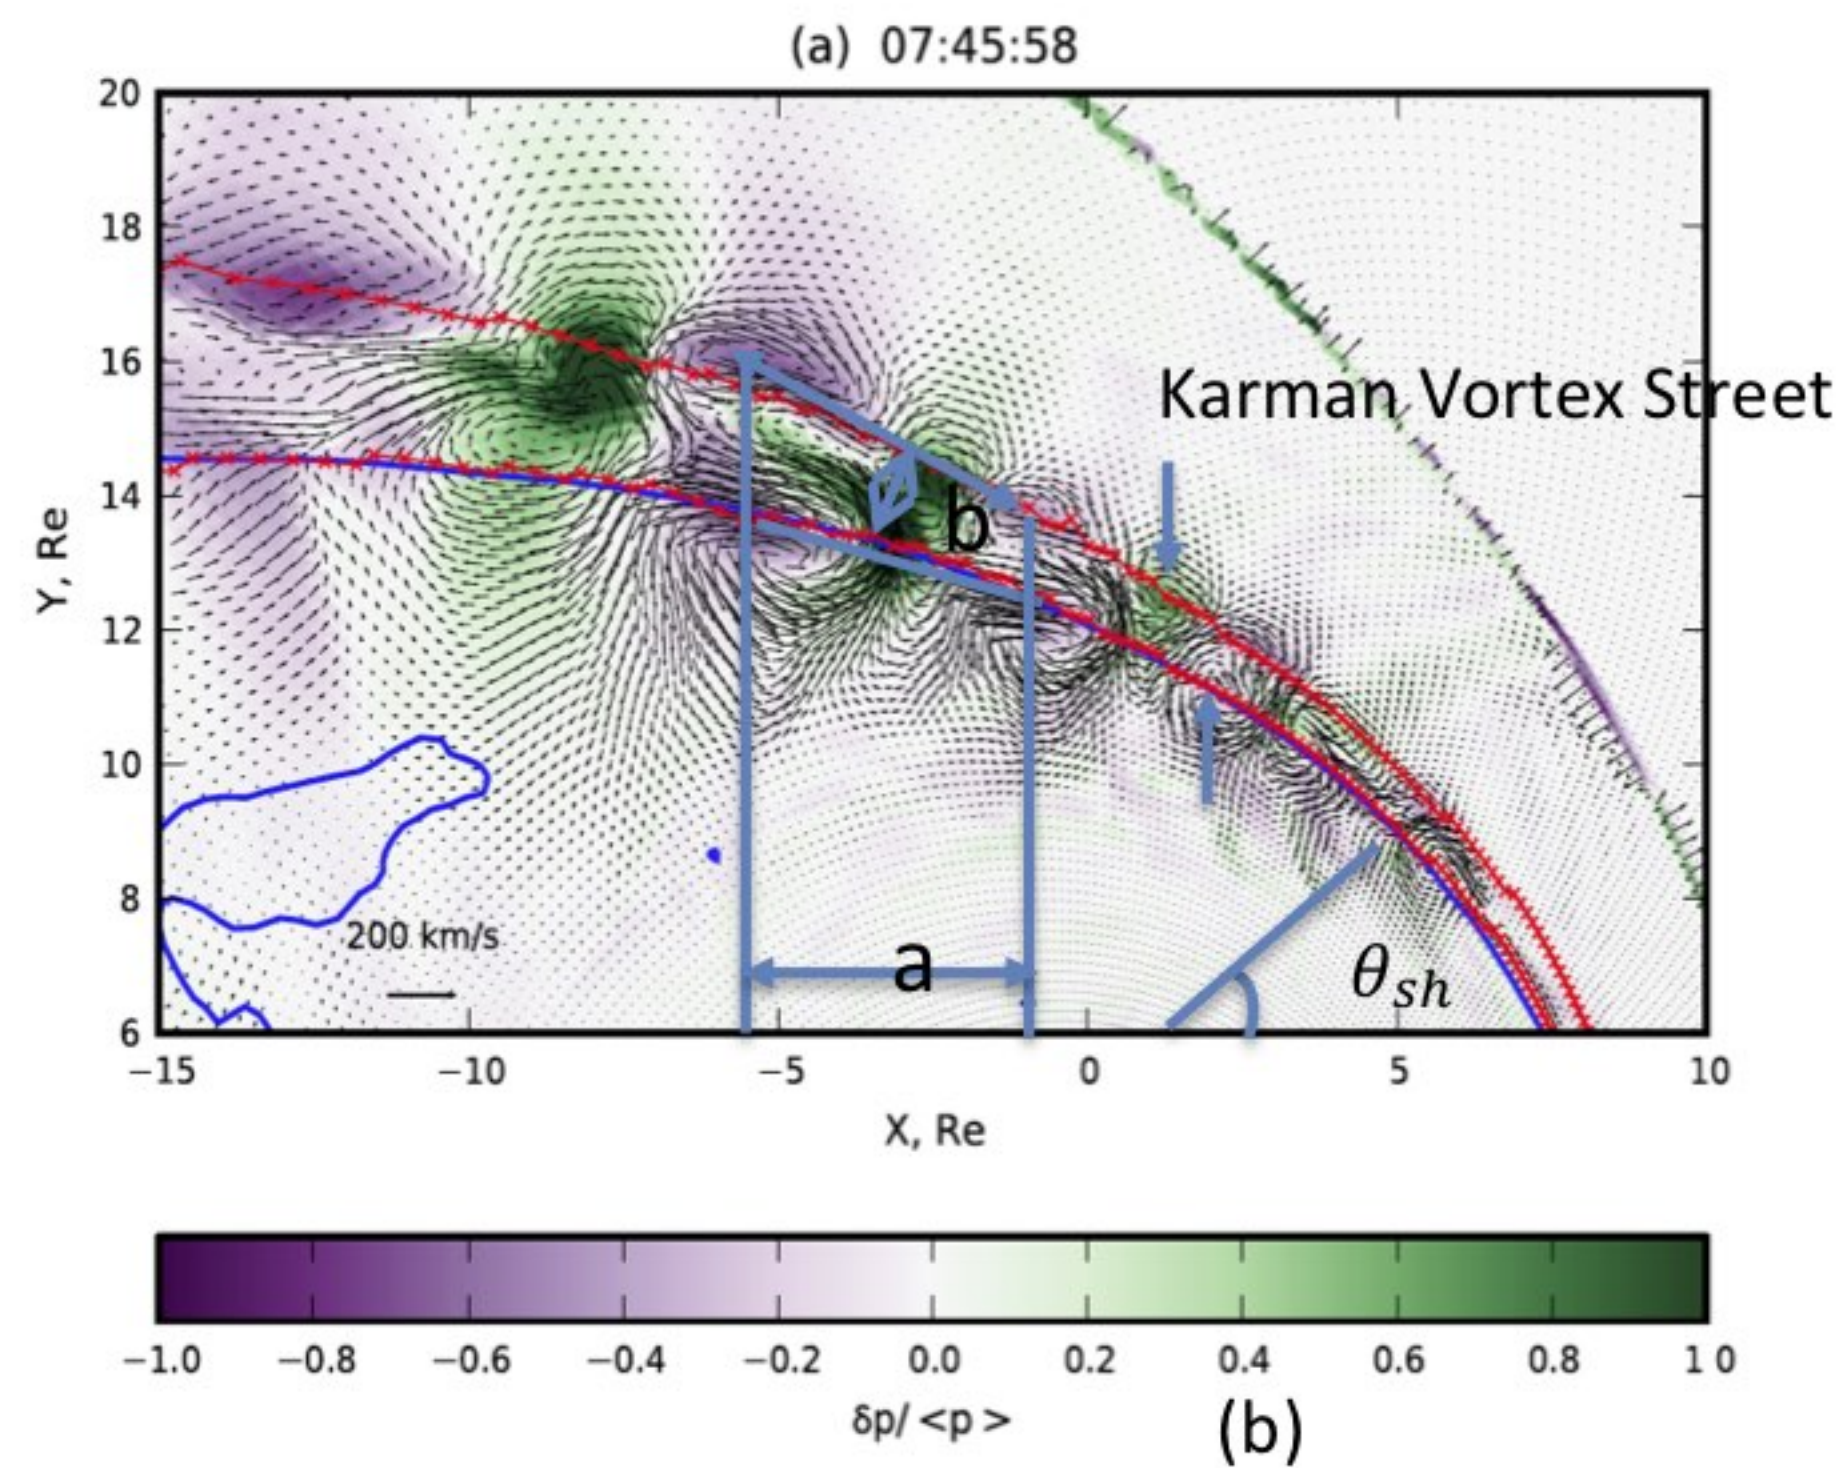 (a) 07:45:58
20
18
16
14
12
10
8
6
Y, Re
Karman Vortex Street
b
a
θsh
200 km/s
−15 −10 −5 0 5 10
X, Re
−1.0 −0.8 −0.6 −0.4 −0.2 0.0 0.2 0.4 0.6 0.8 1 0
δp/ <p >
(b)